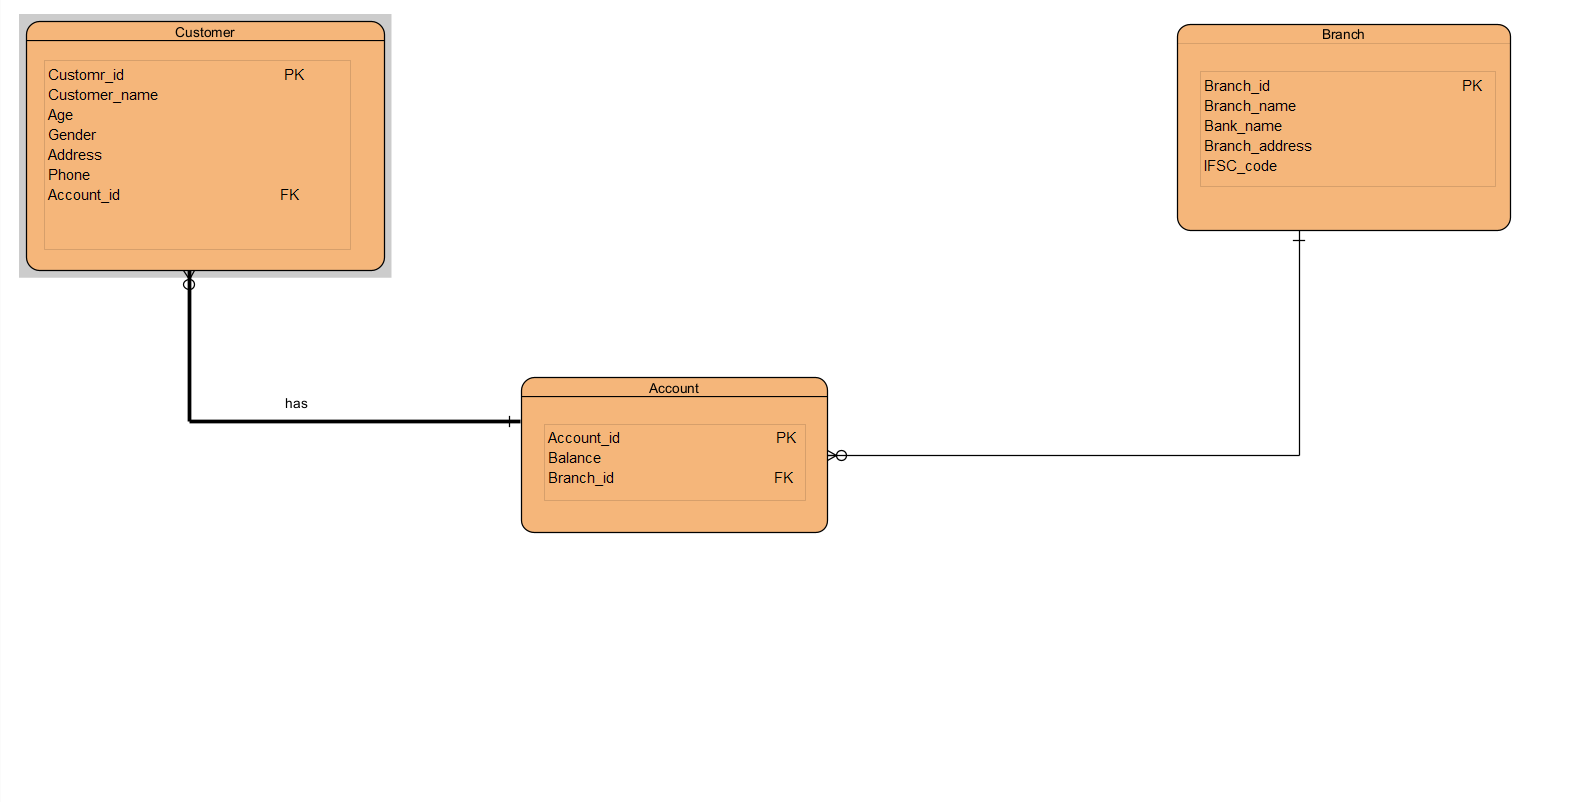 Customer
Customr_id PK
Customer_name
Age
Gender
Address
Phone
Account_id FK
Branch
Branch_id PK
Branch_name
Bank_name
Branch_address
IFSC_code
has
Account
Account_id PK
Balance
Branch_id FK